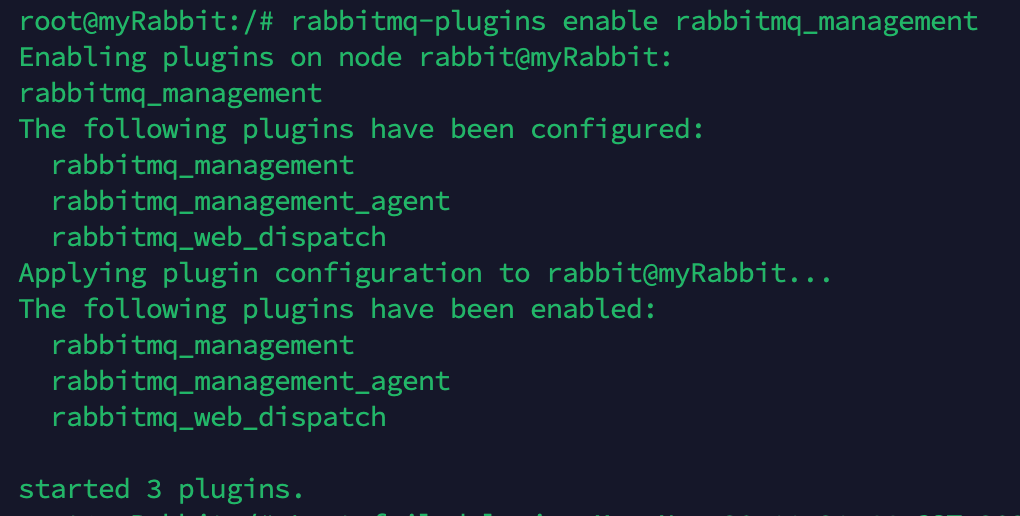 root@myRabbit:/# rabbitmq-plugins enable rabbitmq_management
Enabling plugins on node rabbit@myRabbit:
rabbitmq_management
The following plugins have been configured:
  rabbitmq_management
  rabbitmq_management_agent
  rabbitmq_web_dispatch
Applying plugin configuration to rabbit@myRabbit...
The following plugins have been enabled:
  rabbitmq_management
  rabbitmq_management_agent
  rabbitmq_web_dispatch

started 3 plugins.